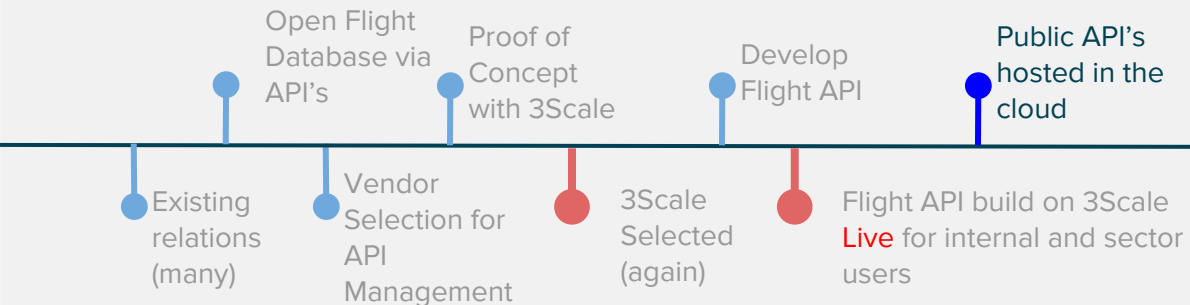 Existing
relations
(many)
Open Flight
Database via
API's
Vendor
Selection for
API
Management
Proof of
Concept
with 3Scale
3Scale
Selected
(again)
Develop
Flight API
Flight API build on 3Scale
Live for internal and sector
users
Public API's
hosted in the
cloud